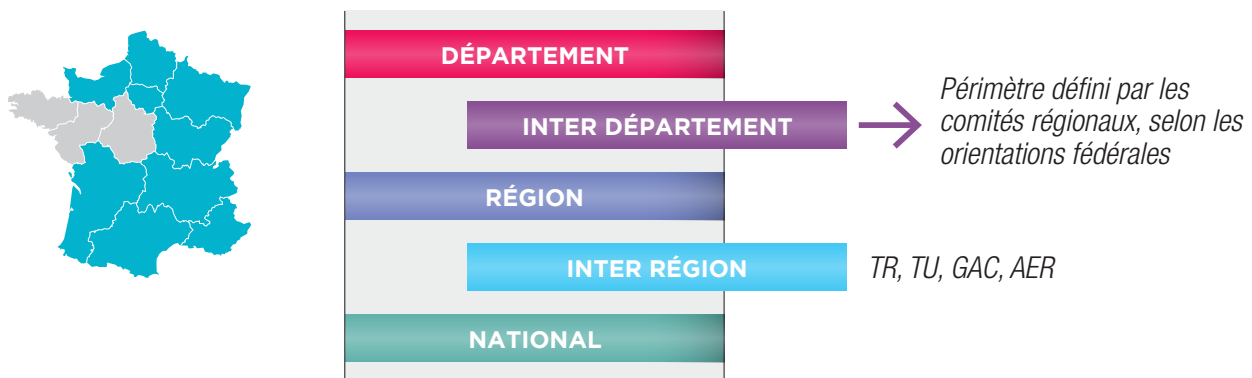 DÉPARTEMENT
INTER DÉPARTEMENT
Périmètre défini par les
comités régionaux, selon les
orientations fédérales
RÉGION
INTER RÉGION
TR, TU, GAC, AER
NATIONAL